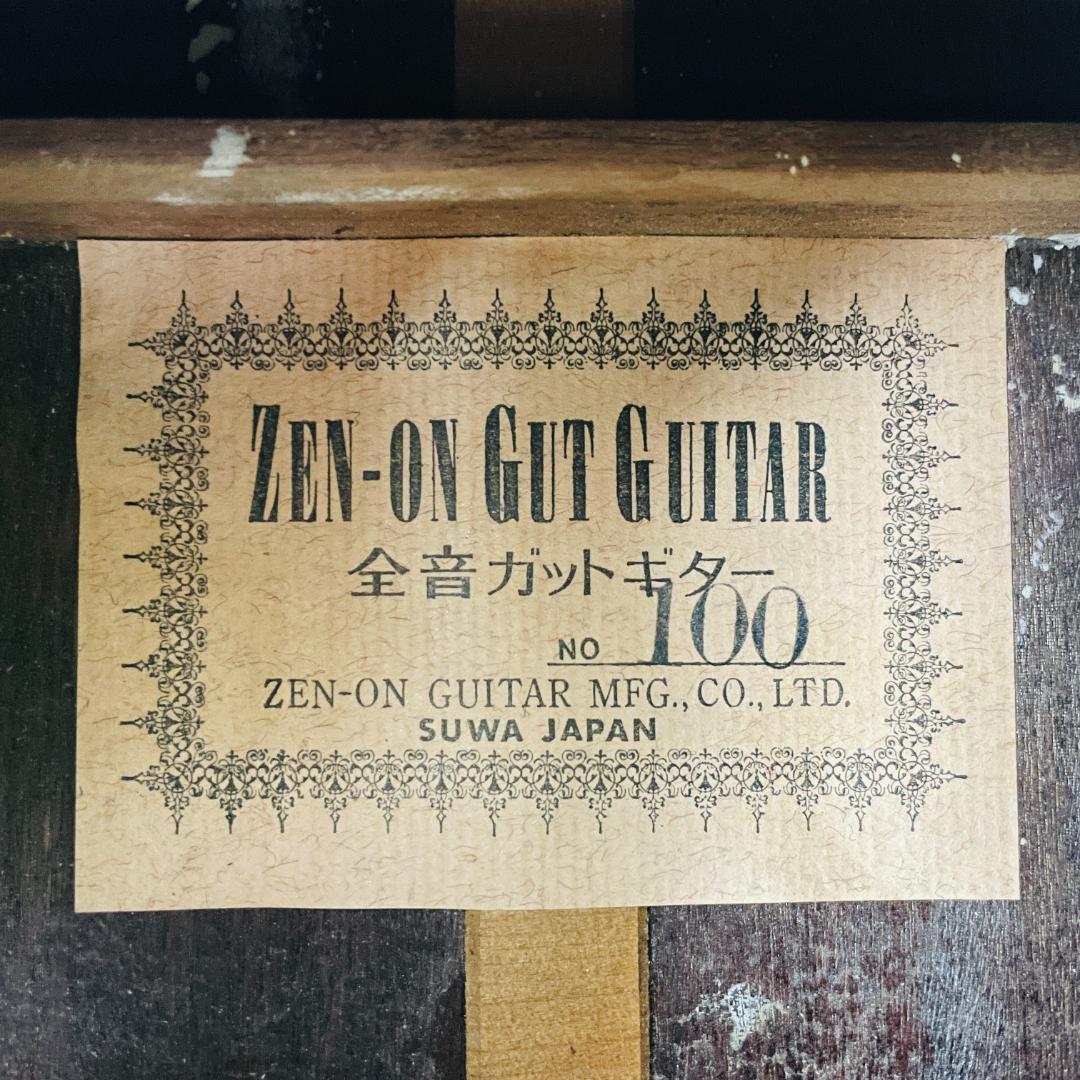 ZEN-ON GUT GUITAR
全音ガットギター
NO 100
ZEN-ON GUITAR MFG., CO., LTD.
SUWA JAPAN